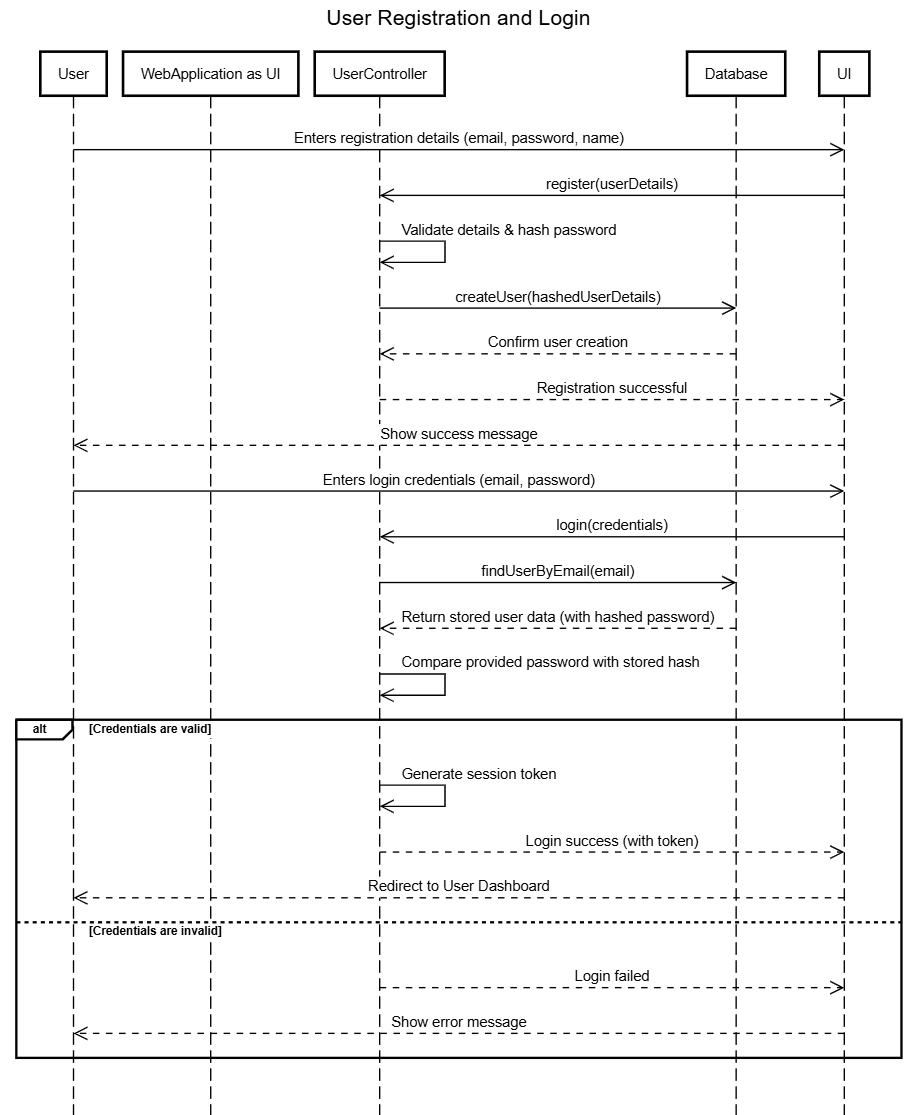 User Registration and Login
User
WebApplication as UI
UserController
Database
UI
Enters registration details (email, password, name)
register(userDetails)
Validate details & hash password
createUser(hashedUserDetails)
Confirm user creation
Registration successful
Show success message
Enters login credentials (email, password)
login(credentials)
findUserByEmail(email)
Return stored user data (with hashed password)
Compare provided password with stored hash
alt
[Credentials are valid]
Generate session token
Login success (with token)
Redirect to User Dashboard
[Credentials are invalid]
Login failed
Show error message